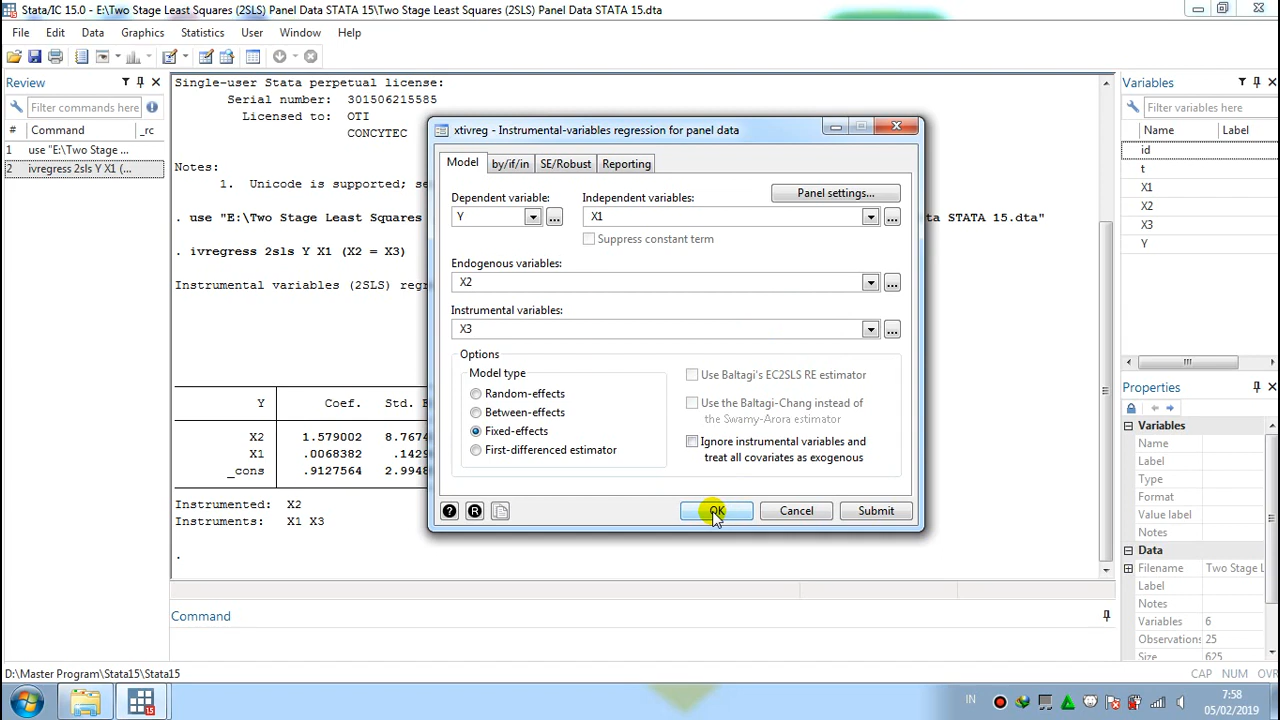 Stata/IC 15.0 - E:\Two Stage Least Squares (2SLS) Panel Data STATA 15\Two Stage Least Squares (2SLS) Panel Data STATA 15.dta
File Edit Data Graphics Statistics User Window Help
Review
Filter commands here
# Command _rc
1 use "E:\Two Stage ...
2 ivregress 2sls Y X1 (...
Single-user Stata perpetual license:
Serial number: 301506215585
Licensed to: OTI
CONCYTEC
Notes:
1. Unicode is supported; se
. use "E:\Two Stage Least Squares
ta STATA 15.dta"
. ivregress 2sls Y X1 (X2 = X3)
Instrumental variables (2SLS) regr
Y Coef. Std. E
X2 1.579002 8.7674
X1 .0068382 .1429
_cons .9127564 2.9948
Instrumented: X2
Instruments: X1 X3
.
xtivreg - Instrumental-variables regression for panel data
Model by/if/in SE/Robust Reporting
Panel settings...
Dependent variable: Independent variables:
Y ... X1 ...
Suppress constant term
Endogenous variables:
X2 ...
Instrumental variables:
X3 ...
Options
Model type
Random-effects
Between-effects
Fixed-effects
First-differenced estimator
Use Baltagi's EC2SLS RE estimator
Use the Baltagi-Chang instead of
the Swamy-Arora estimator
Ignore instrumental variables and
treat all covariates as exogenous
? R OK Cancel Submit
Variables
Filter variables here
Name Label
id
t
X1
X2
X3
Y
Properties
Variables
Name
Label
Type
Format
Value label
Notes
Data
Filename Two Stage L
Label
Notes
Variables 6
Observations 25
Size 625
Command
D:\Master Program\Stata15\Stata15
CAP NUM OVR
15
IN
7:58
05/02/2019